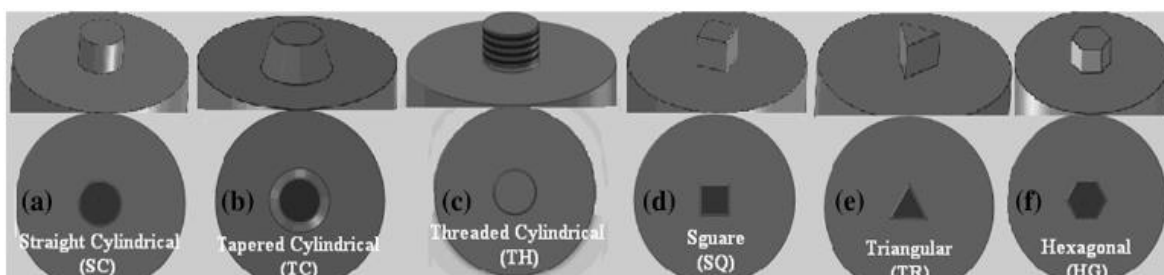 (a)
Straight Cylindrical
(SC)
(b)
Tapered Cylindrical
(TC)
(c)
Threaded Cylindrical
(TH)
(d)
Sguare
(SQ)
(e)
Triangular
(TR)
(f)
Hexagonal
(HG)